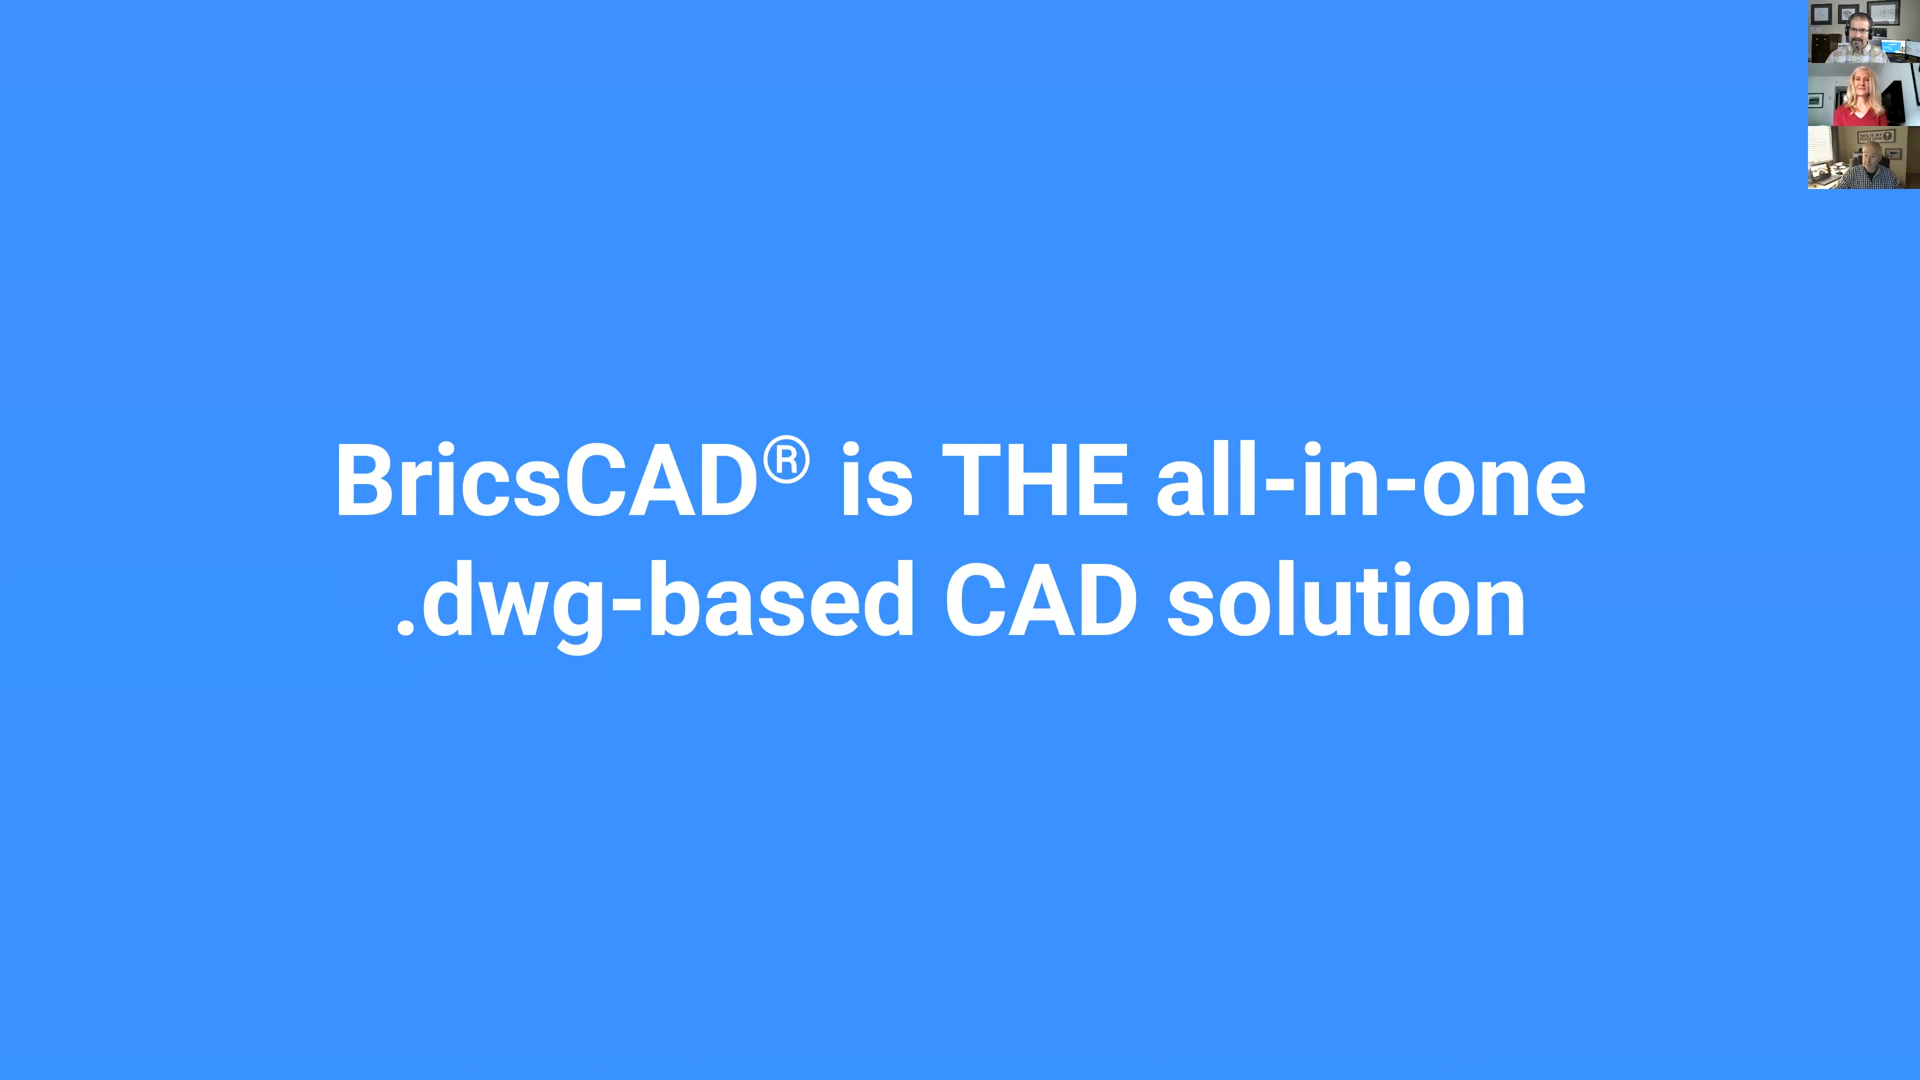 BricsCAD® is THE all-in-one
.dwg-based CAD solution